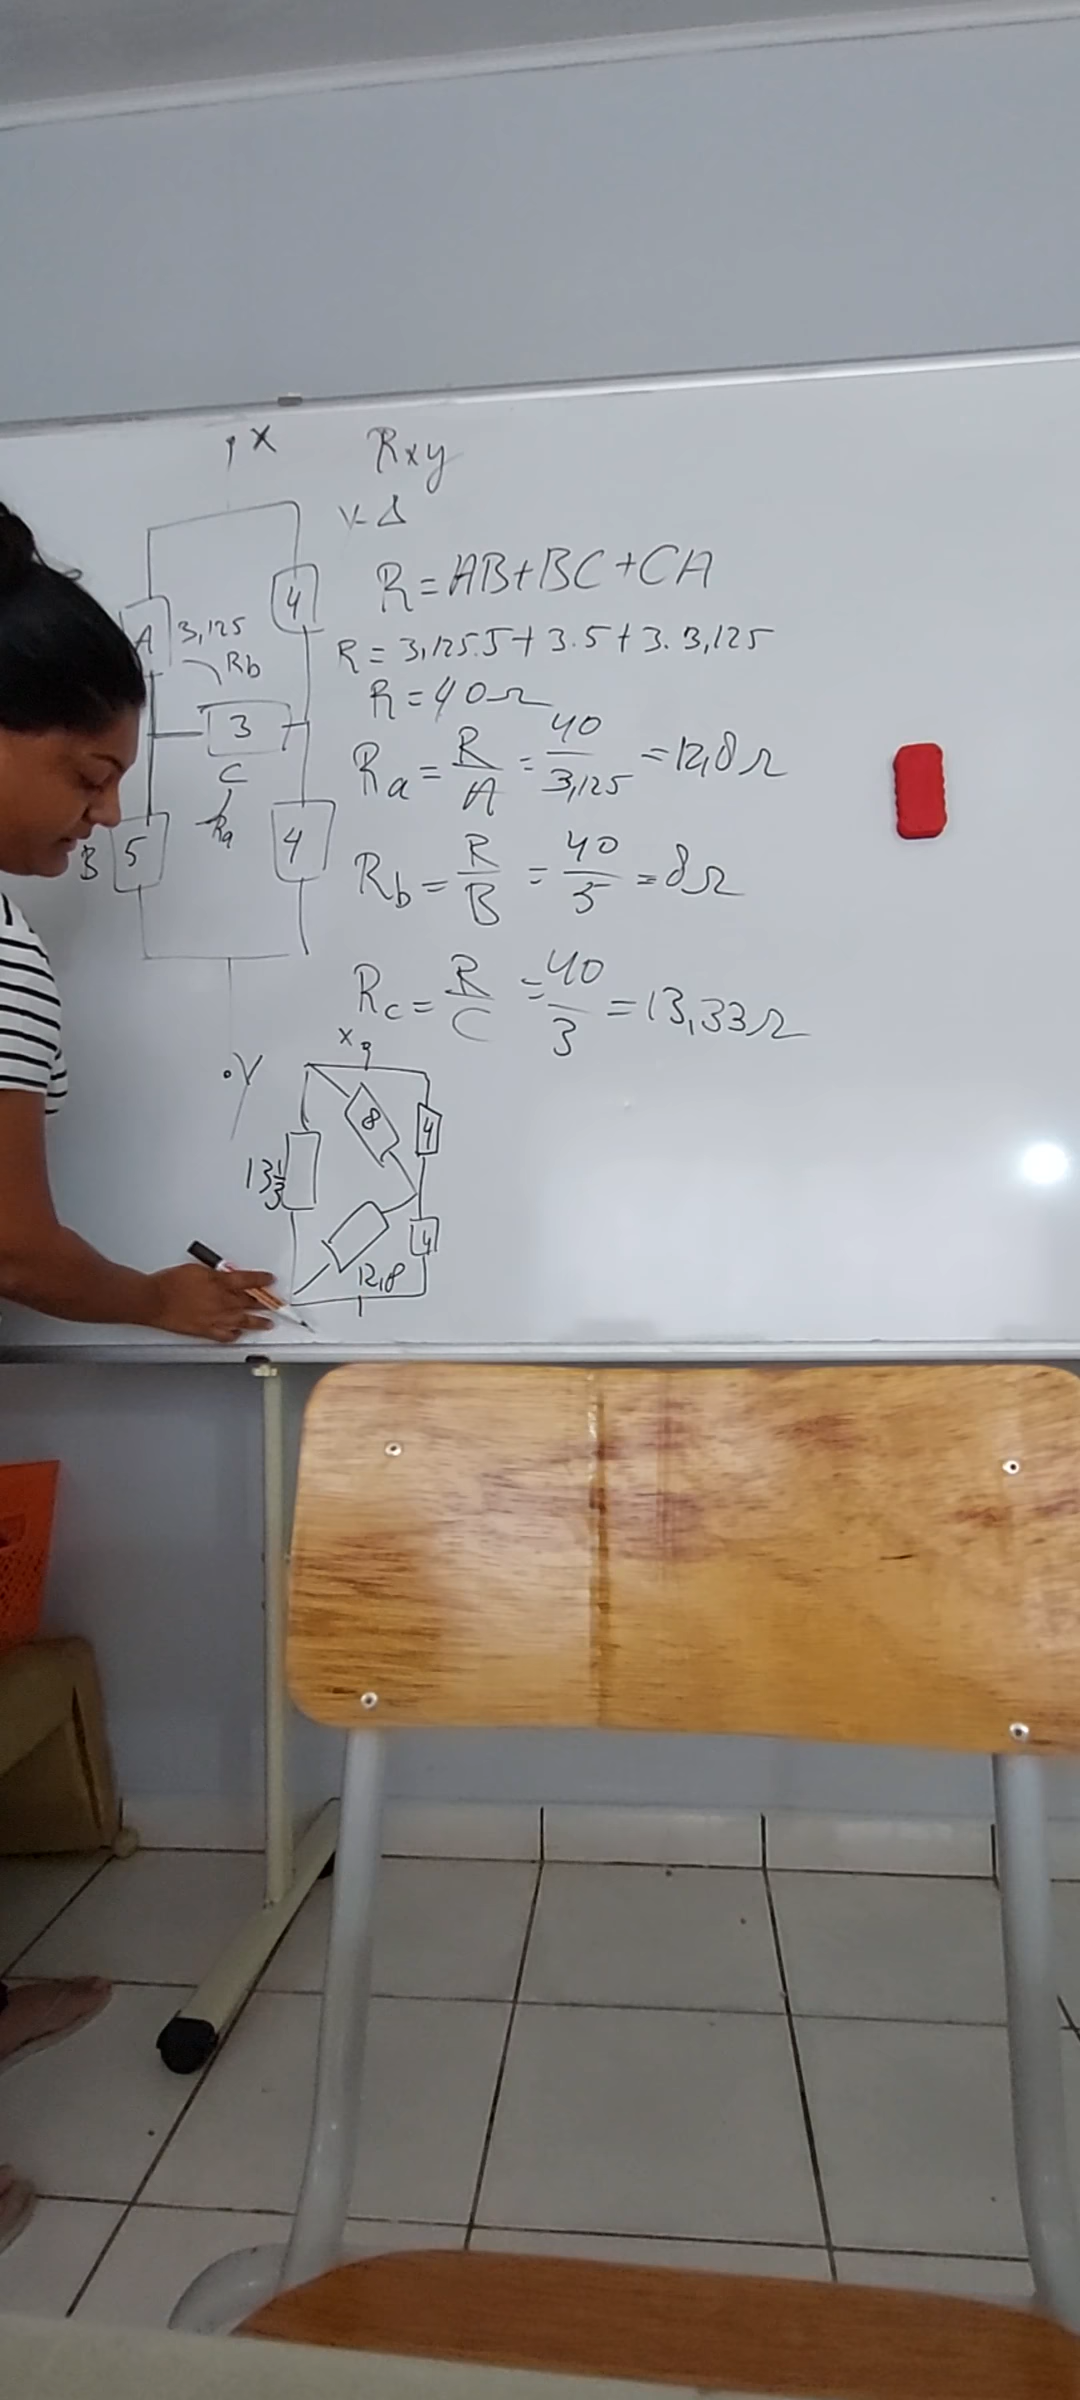 X
Rxy
Y-Δ
R = AB + BC + CA
4
A 3,125
R = 3,125.5 + 3.5 + 3.3,125
Rb
R = 40Ω
3
Ra = R/A = 40/3,125 = 12,8Ω
C
Ra
B 5
4
Rb = R/B = 40/5 = 8Ω
Rc = R/C = 40/3 = 13,33Ω
X
Y
8
4
13 1/3
4
12,8